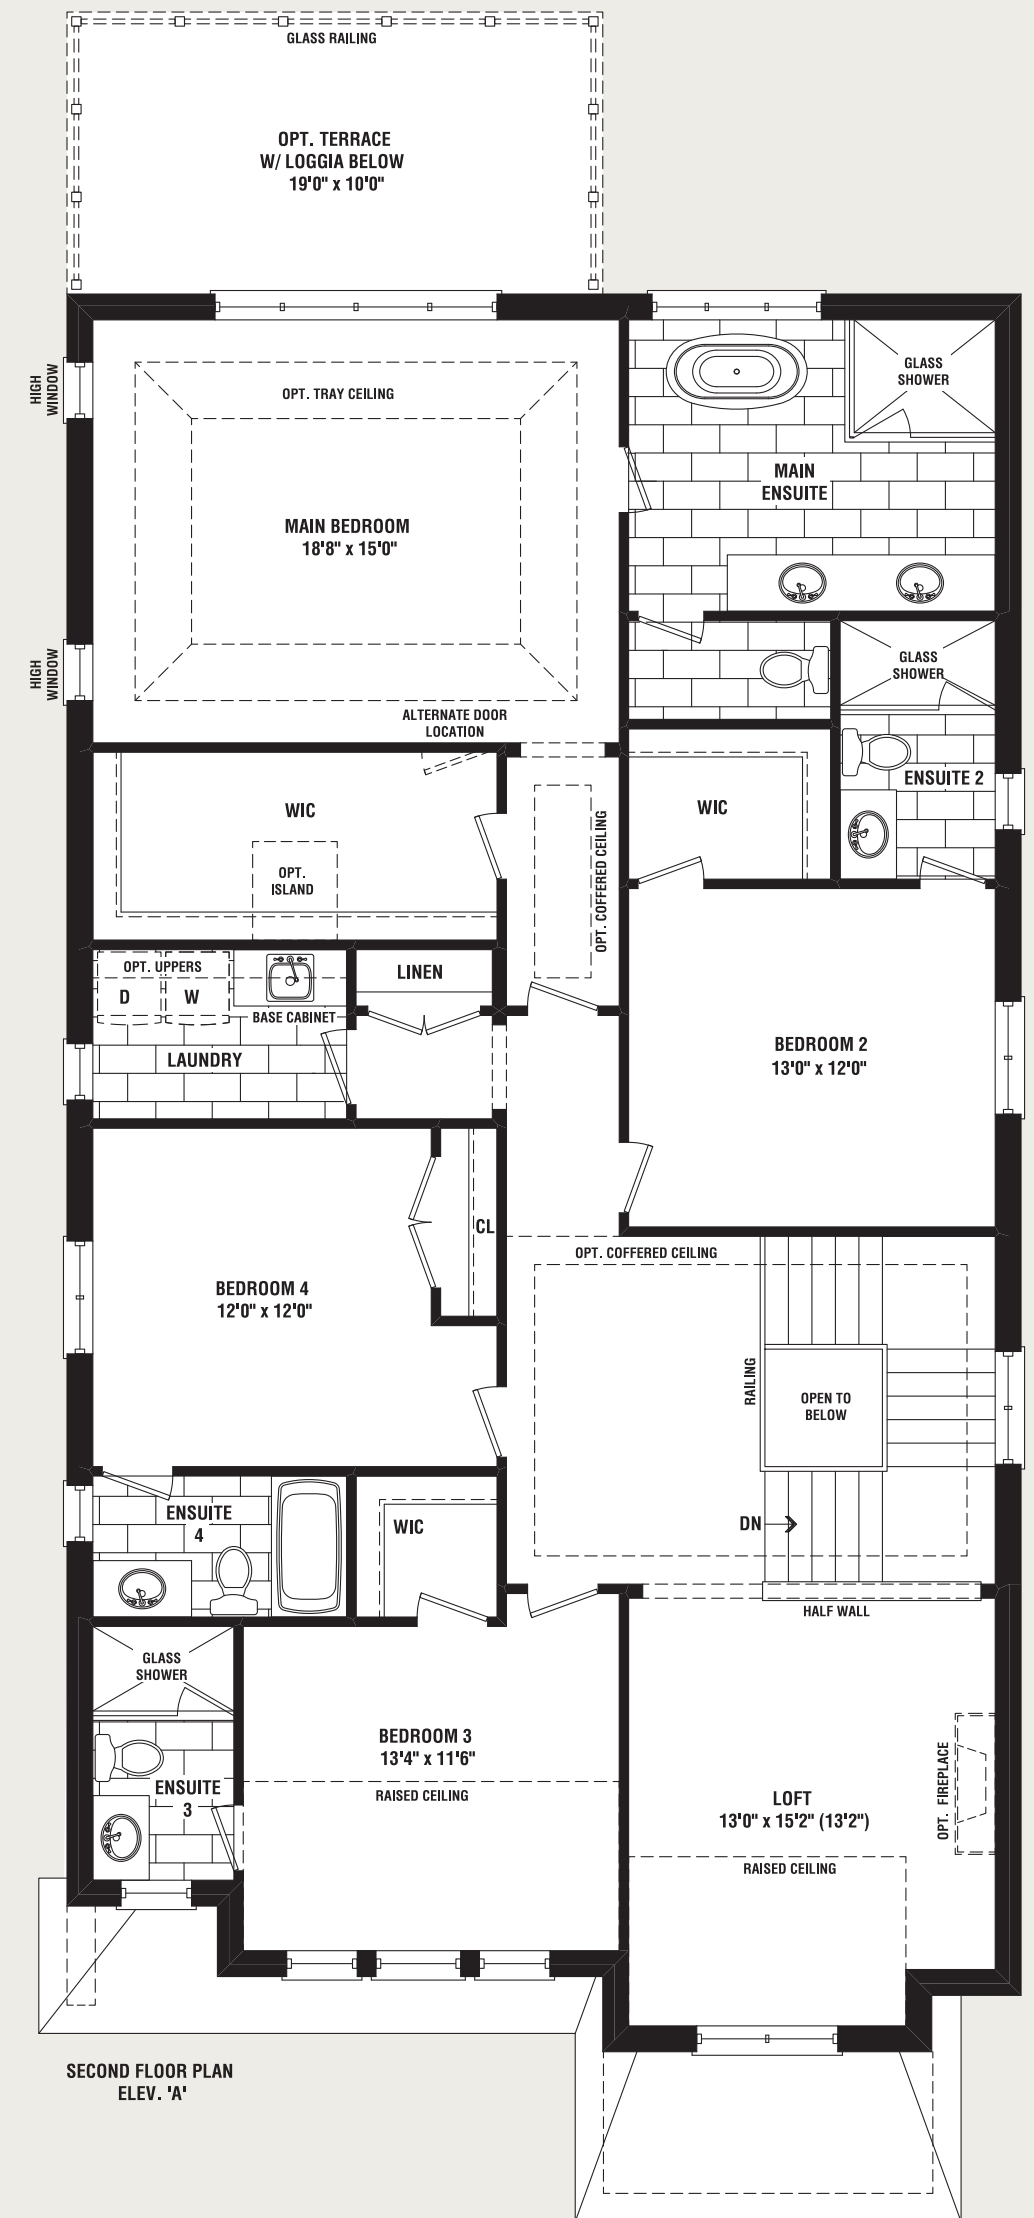 GLASS RAILING
OPT. TERRACE
W/ LOGGIA BELOW
19'0" x 10'0"
HIGH
WINDOW
OPT. TRAY CEILING
GLASS
SHOWER
MAIN
ENSUITE
MAIN BEDROOM
18'8" x 15'0"
HIGH
WINDOW
GLASS
SHOWER
ALTERNATE DOOR
LOCATION
ENSUITE 2
WIC
WIC
OPT.
ISLAND
OPT. COFFERED CEILING
OPT. UPPERS
D
W
LINEN
BASE CABINET
LAUNDRY
BEDROOM 2
13'0" x 12'0"
CL
OPT. COFFERED CEILING
BEDROOM 4
12'0" x 12'0"
RAILING
OPEN TO
BELOW
ENSUITE
4
WIC
DN
HALF WALL
GLASS
SHOWER
BEDROOM 3
13'4" x 11'6"
RAISED CEILING
ENSUITE
3
LOFT
13'0" x 15'2" (13'2")
OPT. FIREPLACE
RAISED CEILING
SECOND FLOOR PLAN
ELEV. 'A'